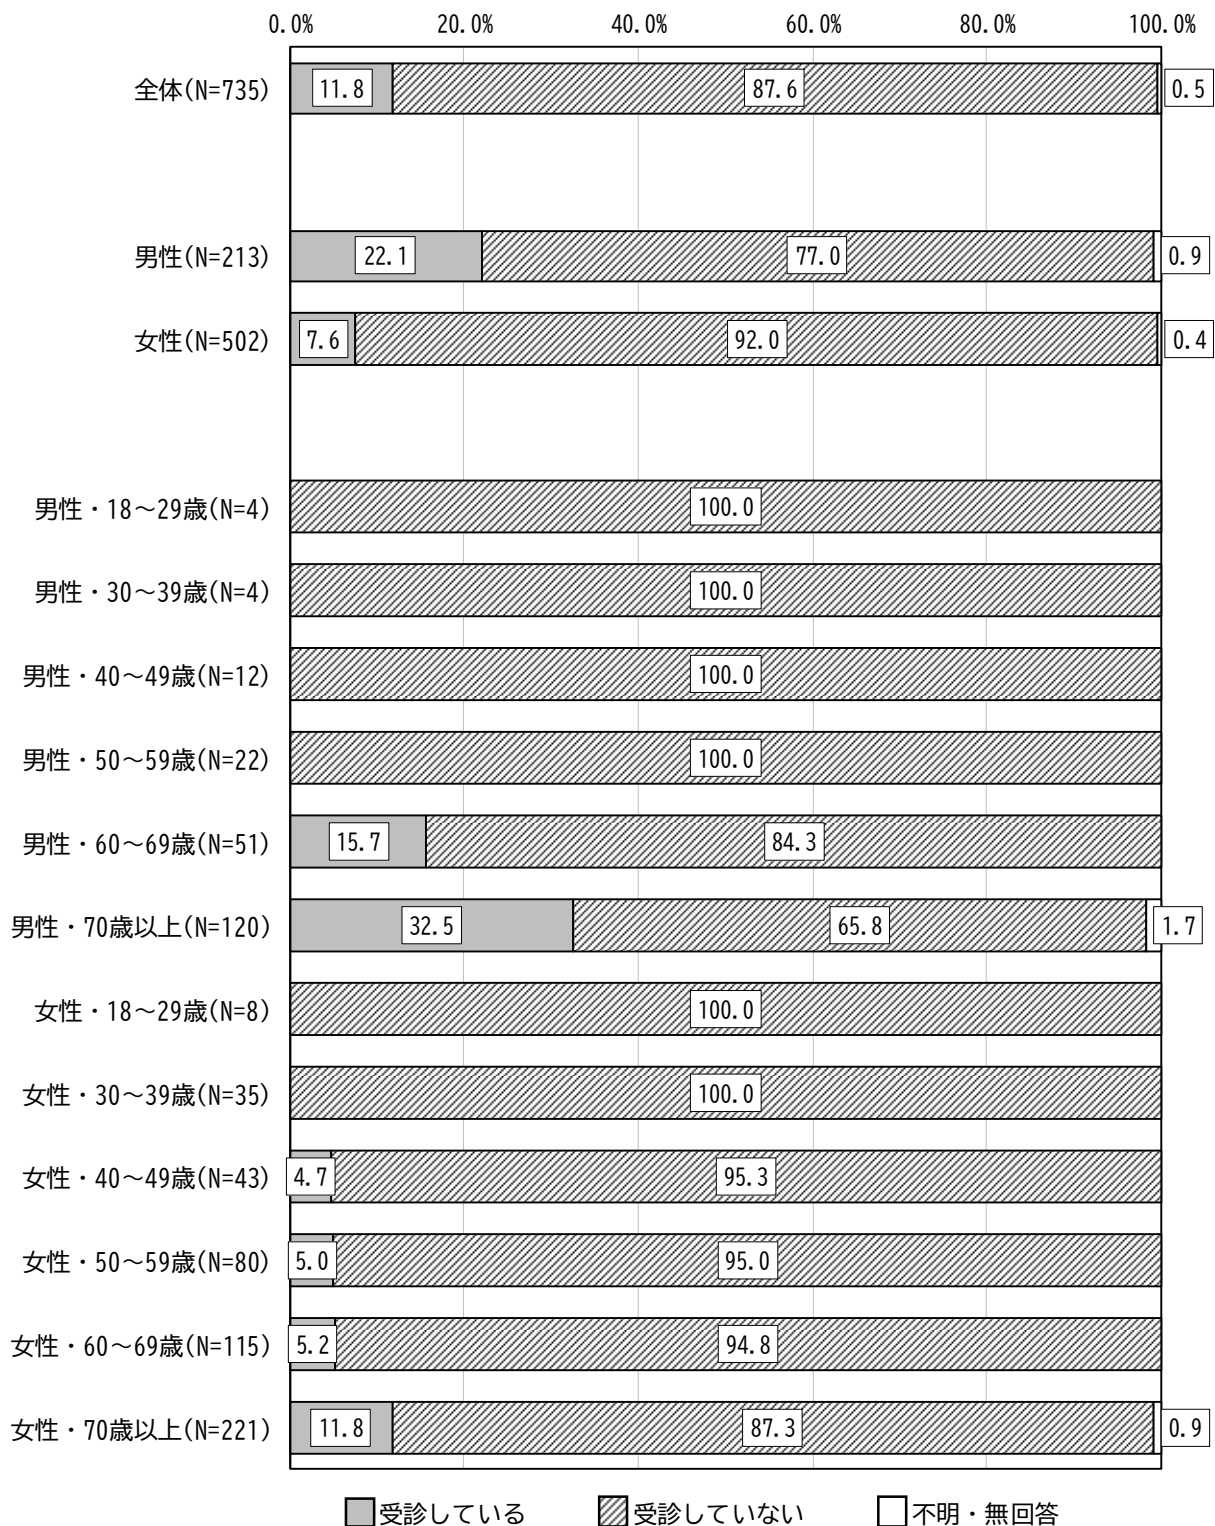 0.0% 20.0% 40.0% 60.0% 80.0% 100.0%
全体(N=735) 11.8 87.6 0.5
男性(N=213) 22.1 77.0 0.9
女性(N=502) 7.6 92.0 0.4
男性・18～29歳(N=4) 100.0
男性・30～39歳(N=4) 100.0
男性・40～49歳(N=12) 100.0
男性・50～59歳(N=22) 100.0
男性・60～69歳(N=51) 15.7 84.3
男性・70歳以上(N=120) 32.5 65.8 1.7
女性・18～29歳(N=8) 100.0
女性・30～39歳(N=35) 100.0
女性・40～49歳(N=43) 4.7 95.3
女性・50～59歳(N=80) 5.0 95.0
女性・60～69歳(N=115) 5.2 94.8
女性・70歳以上(N=221) 11.8 87.3 0.9
受診している 受診していない 不明・無回答